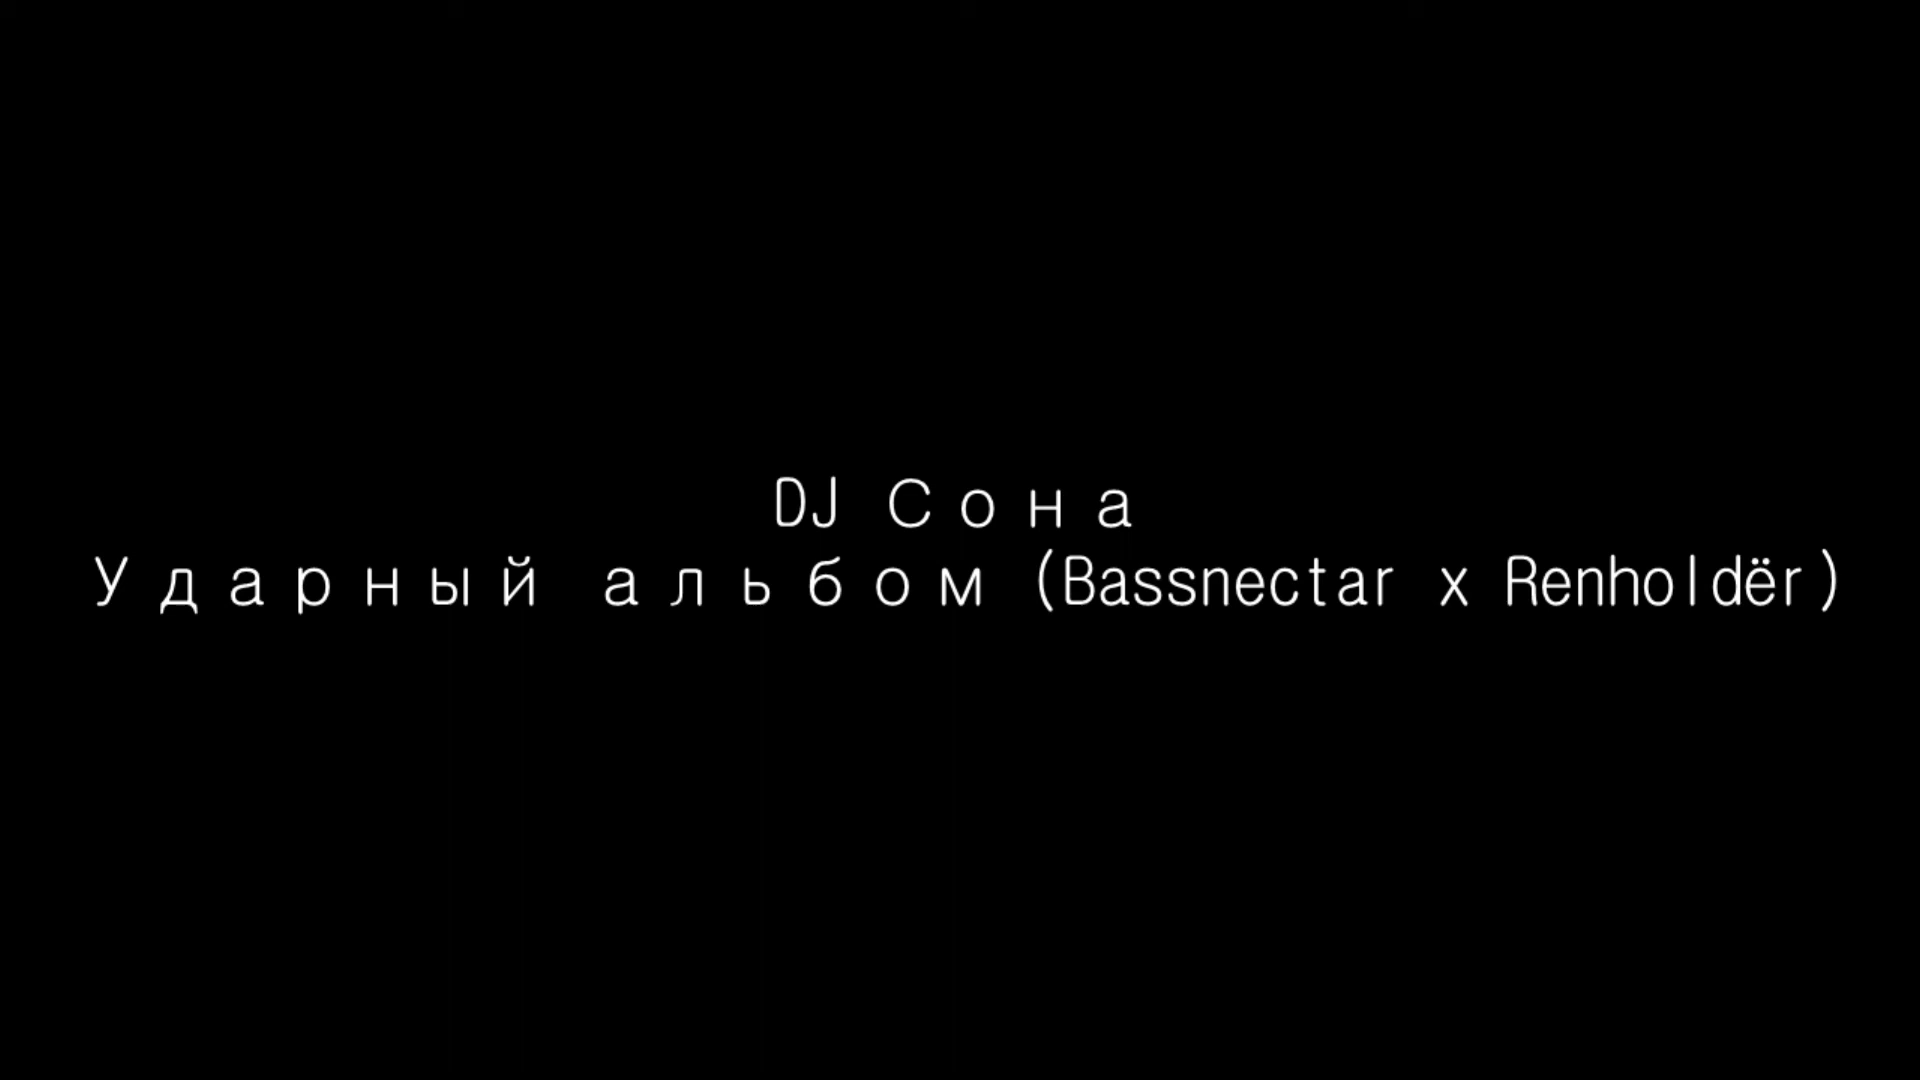 DJ Сона
Ударный альбом (Bassnectar x Renholdër)